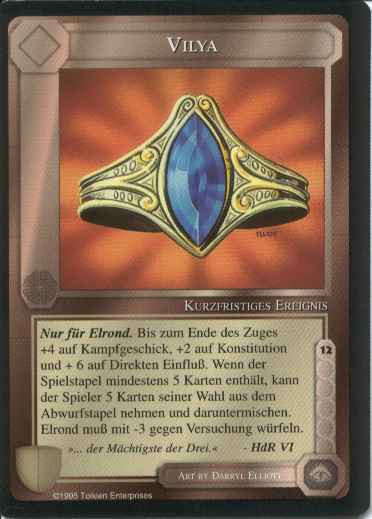 VILYA
ELLIOTT
KURZFRISTIGES EREIGNIS
Nur für Elrond. Bis zum Ende des Zuges
+4 auf Kampfgeschick, +2 auf Konstitution
und + 6 auf Direkten Einfluß. Wenn der
Spielstapel mindestens 5 Karten enthält, kann
der Spieler 5 Karten seiner Wahl aus dem
Abwurfstapel nehmen und daruntermischen.
Elrond muß mit -3 gegen Versuchung würfeln.
»... der Mächtigste der Drei.« - HdR VI
12
ART BY DARRYL ELLIOTT
©1995 Tolkien Enterprises